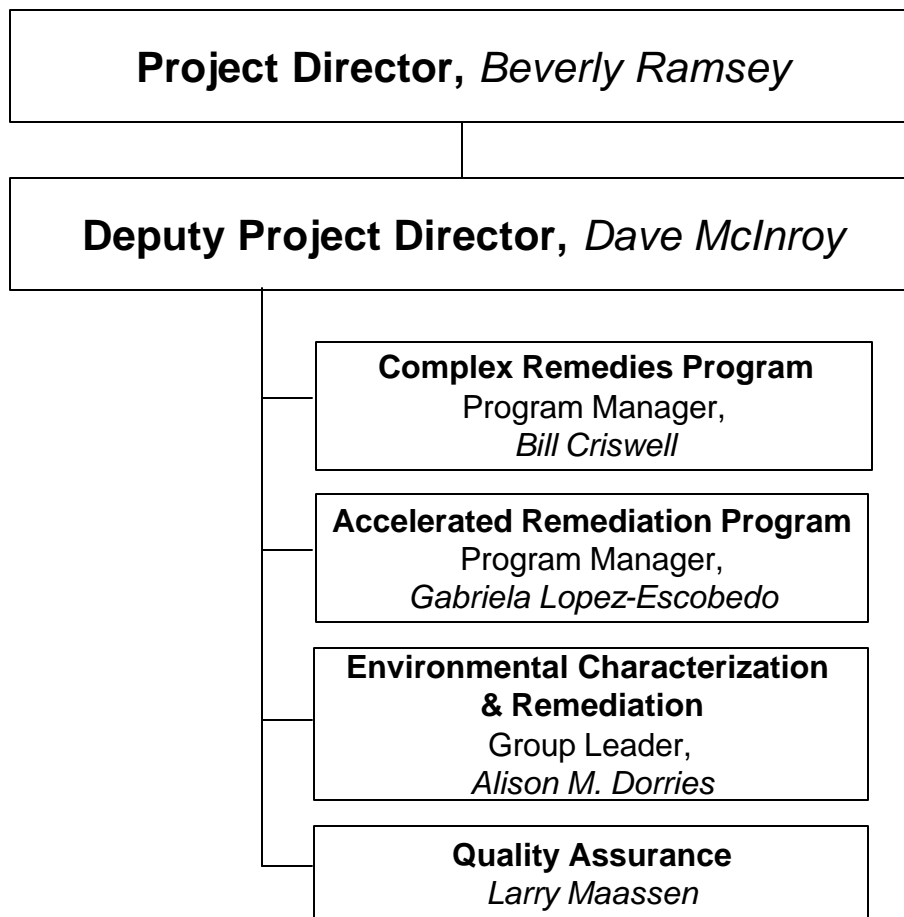 Project Director, Beverly Ramsey
Deputy Project Director, Dave McInroy
Complex Remedies Program
Program Manager,
Bill Criswell
Accelerated Remediation Program
Program Manager,
Gabriela Lopez-Escobedo
Environmental Characterization
& Remediation
Group Leader,
Alison M. Dorries
Quality Assurance
Larry Maassen